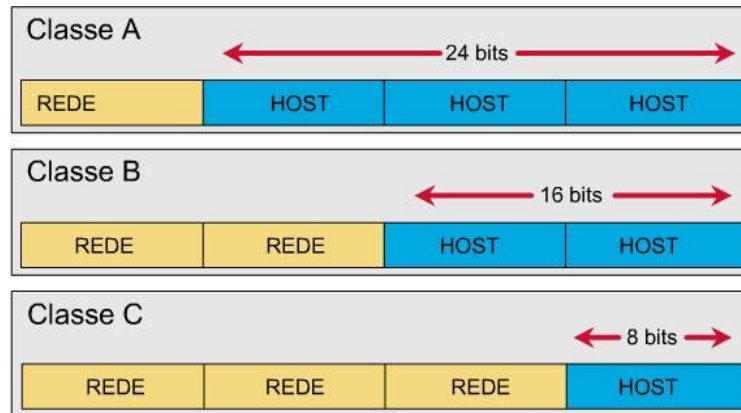 Classe A
24 bits
REDE HOST HOST HOST
Classe B
16 bits
REDE REDE HOST HOST
Classe C
8 bits
REDE REDE REDE HOST